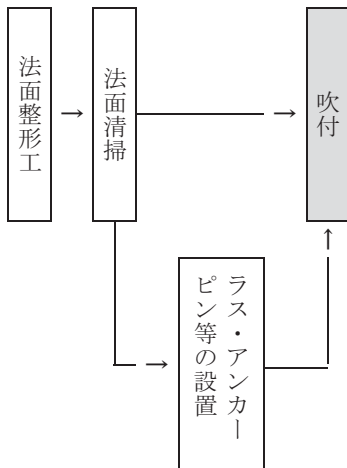 法面整形工
法面清掃
吹付
ラス・アンカー
ピン等の設置